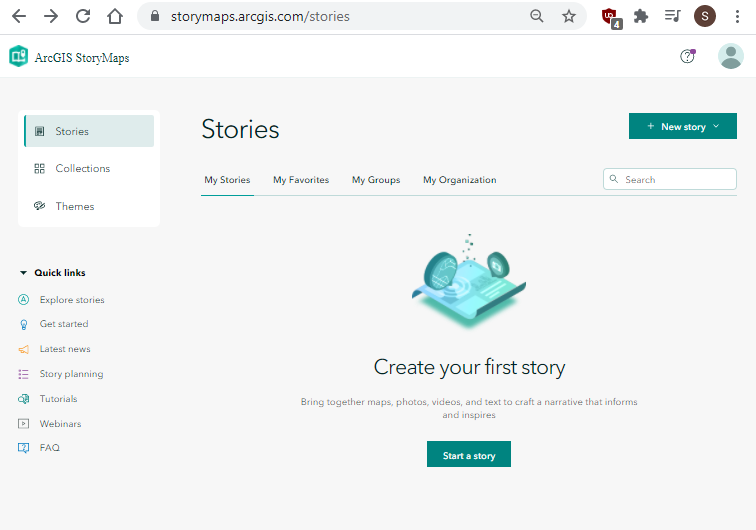 storymaps.arcgis.com/stories
4
S
ArcGIS StoryMaps
Stories
Collections
Themes
Quick links
Explore stories
Get started
Latest news
Story planning
Tutorials
Webinars
FAQ
Stories
+ New story
My Stories My Favorites My Groups My Organization
Search
Create your first story
Bring together maps, photos, videos, and text to craft a narrative that informs
and inspires
Start a story